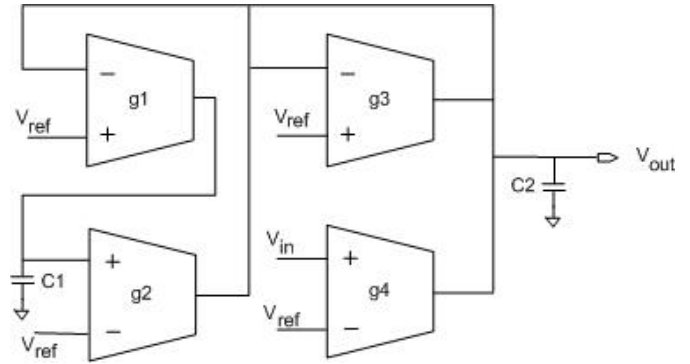 −
g1
+
Vref
−
g3
+
Vref
Vout
C2
+
C1
g2
−
Vref
Vin
+
g4
−
Vref